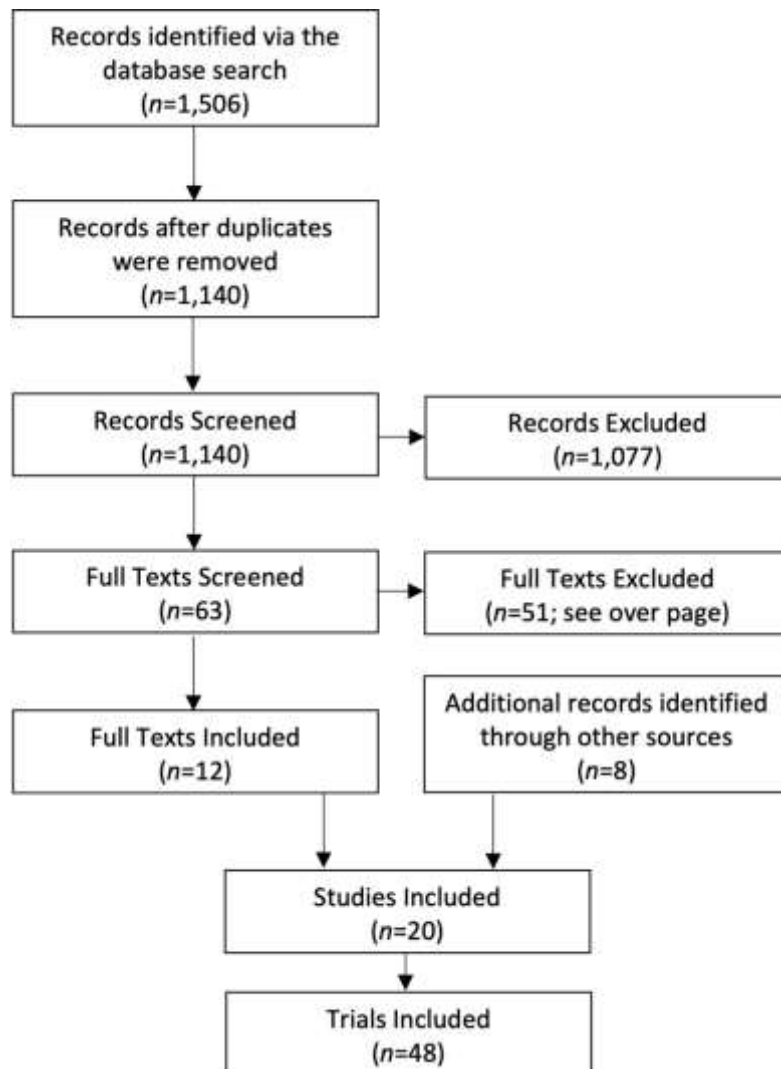 Records identified via the
database search
(n=1,506)
Records after duplicates
were removed
(n=1,140)
Records Screened
(n=1,140)
Records Excluded
(n=1,077)
Full Texts Screened
(n=63)
Full Texts Excluded
(n=51; see over page)
Full Texts Included
(n=12)
Additional records identified
through other sources
(n=8)
Studies Included
(n=20)
Trials Included
(n=48)